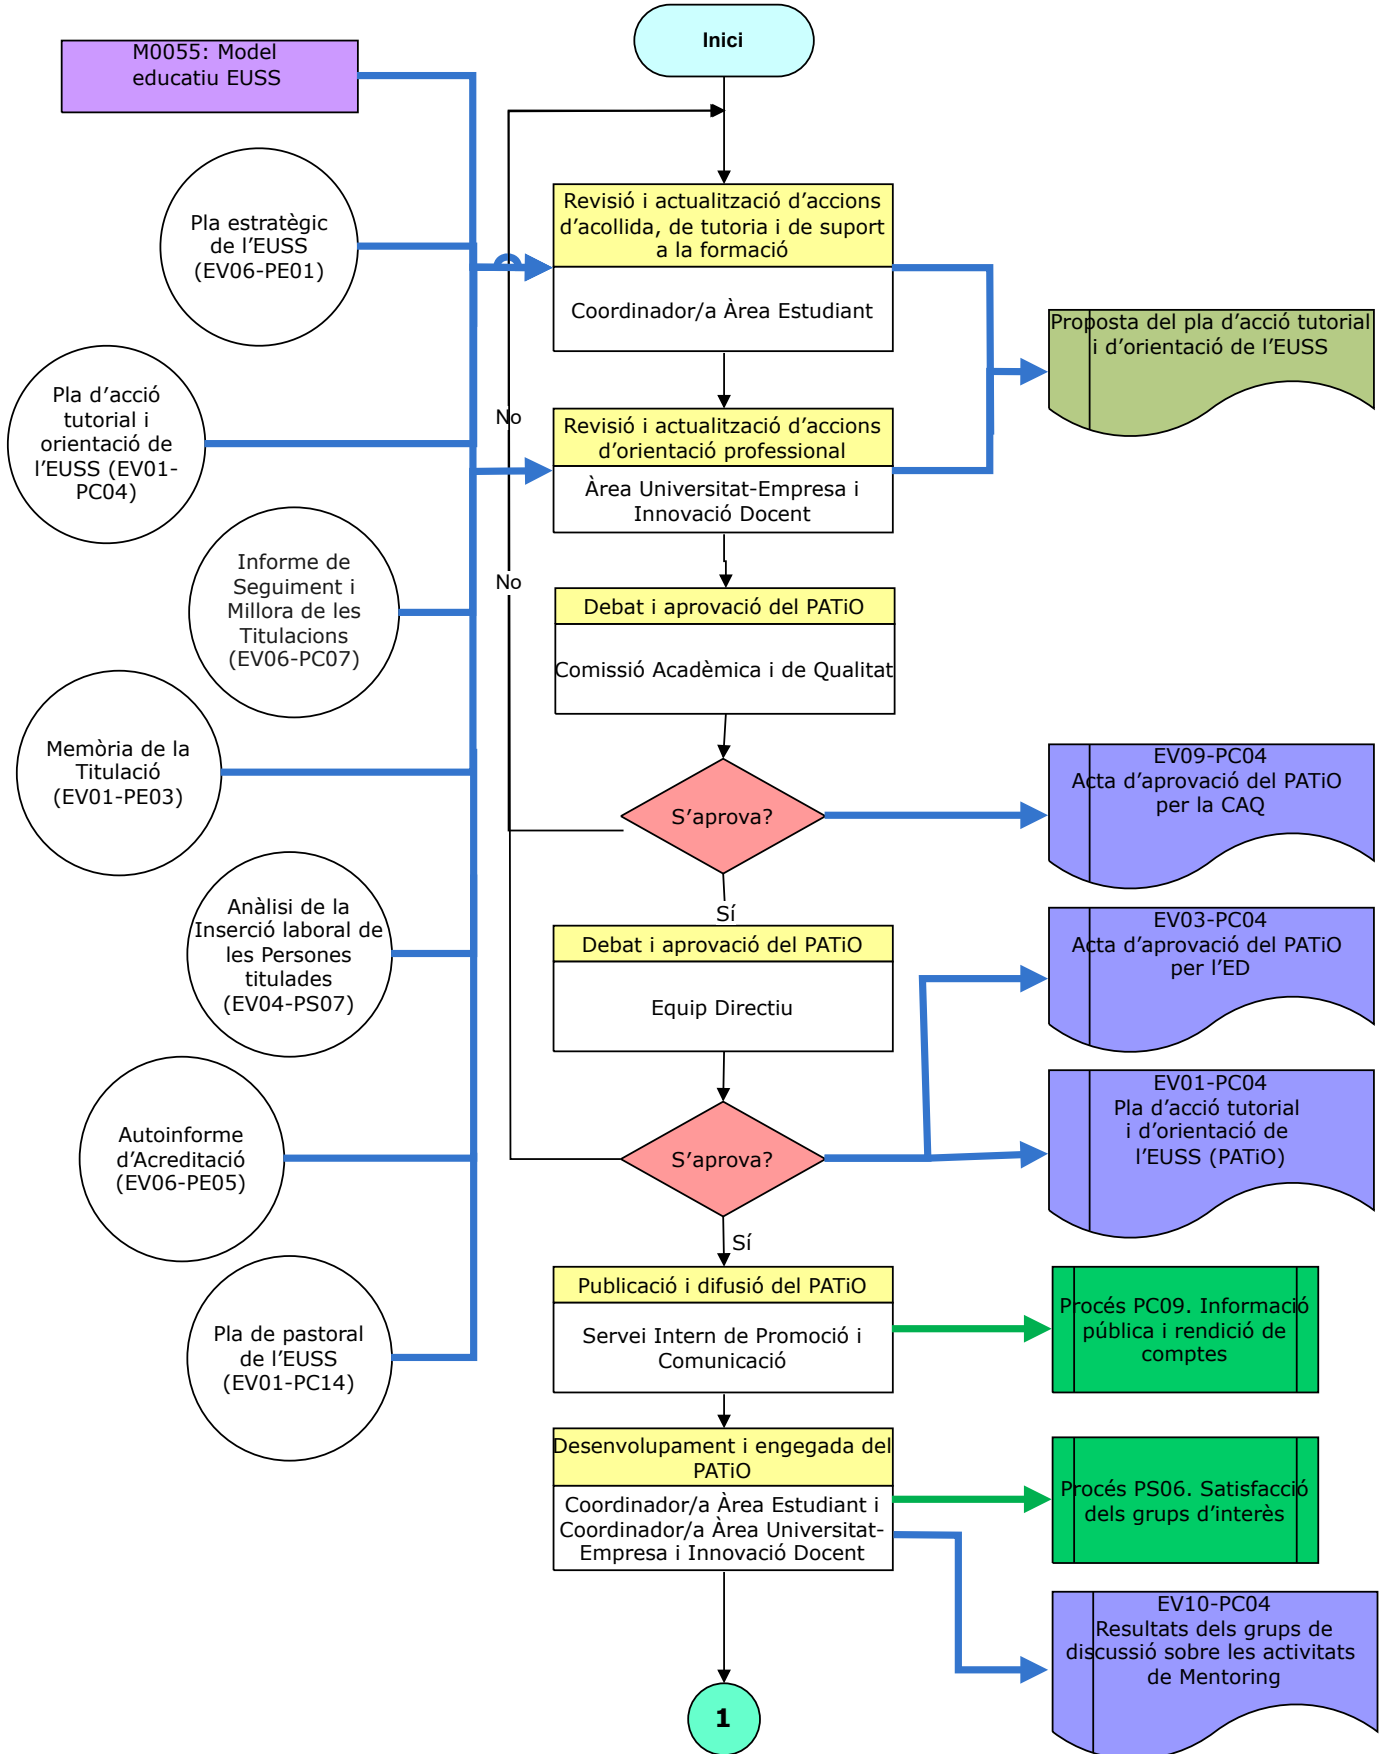 Inici
M0055: Model
educatiu EUSS
Pla estratègic
de l’EUSS
(EV06-PE01)
Revisió i actualització d’accions
d’acollida, de tutoria i de suport
a la formació
Coordinador/a Àrea Estudiant
Proposta del pla d’acció tutorial
i d’orientació de l’EUSS
Pla d’acció
tutorial i
orientació de
l’EUSS (EV01-
PC04)
No
Revisió i actualització d’accions
d’orientació professional
Àrea Universitat-Empresa i
Innovació Docent
Informe de
Seguiment i
Millora de les
Titulacions
(EV06-PC07)
No
Debat i aprovació del PATiO
Comissió Acadèmica i de Qualitat
Memòria de la
Titulació
(EV01-PE03)
S’aprova?
EV09-PC04
Acta d’aprovació del PATiO
per la CAQ
Sí
Anàlisi de la
Inserció laboral de
les Persones
titulades
(EV04-PS07)
Debat i aprovació del PATiO
Equip Directiu
EV03-PC04
Acta d’aprovació del PATiO
per l’ED
EV01-PC04
Pla d’acció tutorial
i d’orientació de
l’EUSS (PATiO)
Autoinforme
d’Acreditació
(EV06-PE05)
S’aprova?
Sí
Publicació i difusió del PATiO
Servei Intern de Promoció i
Comunicació
Procés PC09. Informació
pública i rendició de
comptes
Pla de pastoral
de l’EUSS
(EV01-PC14)
Desenvolupament i engegada del
PATiO
Coordinador/a Àrea Estudiant i
Coordinador/a Àrea Universitat-
Empresa i Innovació Docent
Procés PS06. Satisfacció
dels grups d’interès
EV10-PC04
Resultats dels grups de
discussió sobre les activitats
de Mentoring
1